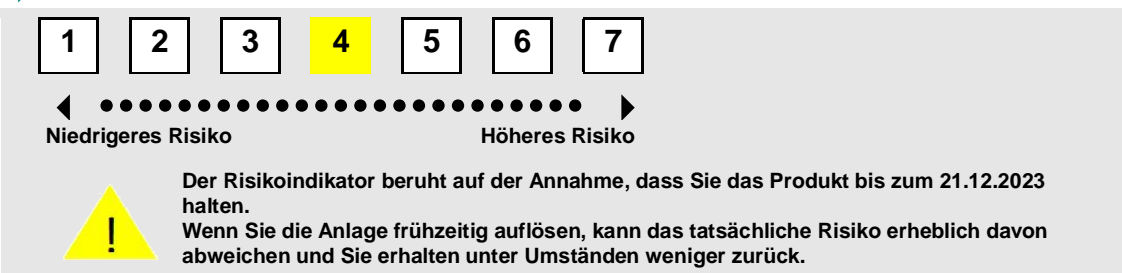 1 2 3 4 5 6 7
Niedrigeres Risiko Höheres Risiko
Der Risikoindikator beruht auf der Annahme, dass Sie das Produkt bis zum 21.12.2023
halten.
Wenn Sie die Anlage frühzeitig auflösen, kann das tatsächliche Risiko erheblich davon
abweichen und Sie erhalten unter Umständen weniger zurück.
!